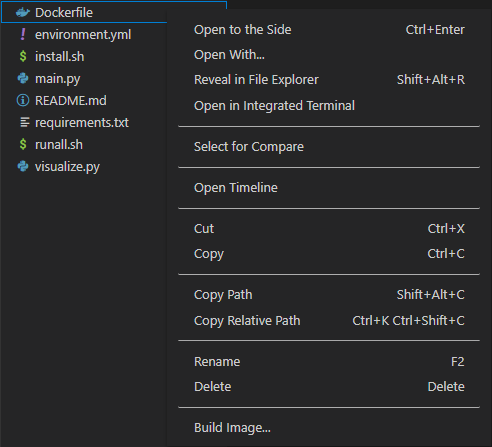 Dockerfile
environment.yml
install.sh
main.py
README.md
requirements.txt
runall.sh
visualize.py
Open to the Side Ctrl+Enter
Open With...
Reveal in File Explorer Shift+Alt+R
Open in Integrated Terminal
Select for Compare
Open Timeline
Cut Ctrl+X
Copy Ctrl+C
Copy Path Shift+Alt+C
Copy Relative Path Ctrl+K Ctrl+Shift+C
Rename F2
Delete Delete
Build Image...